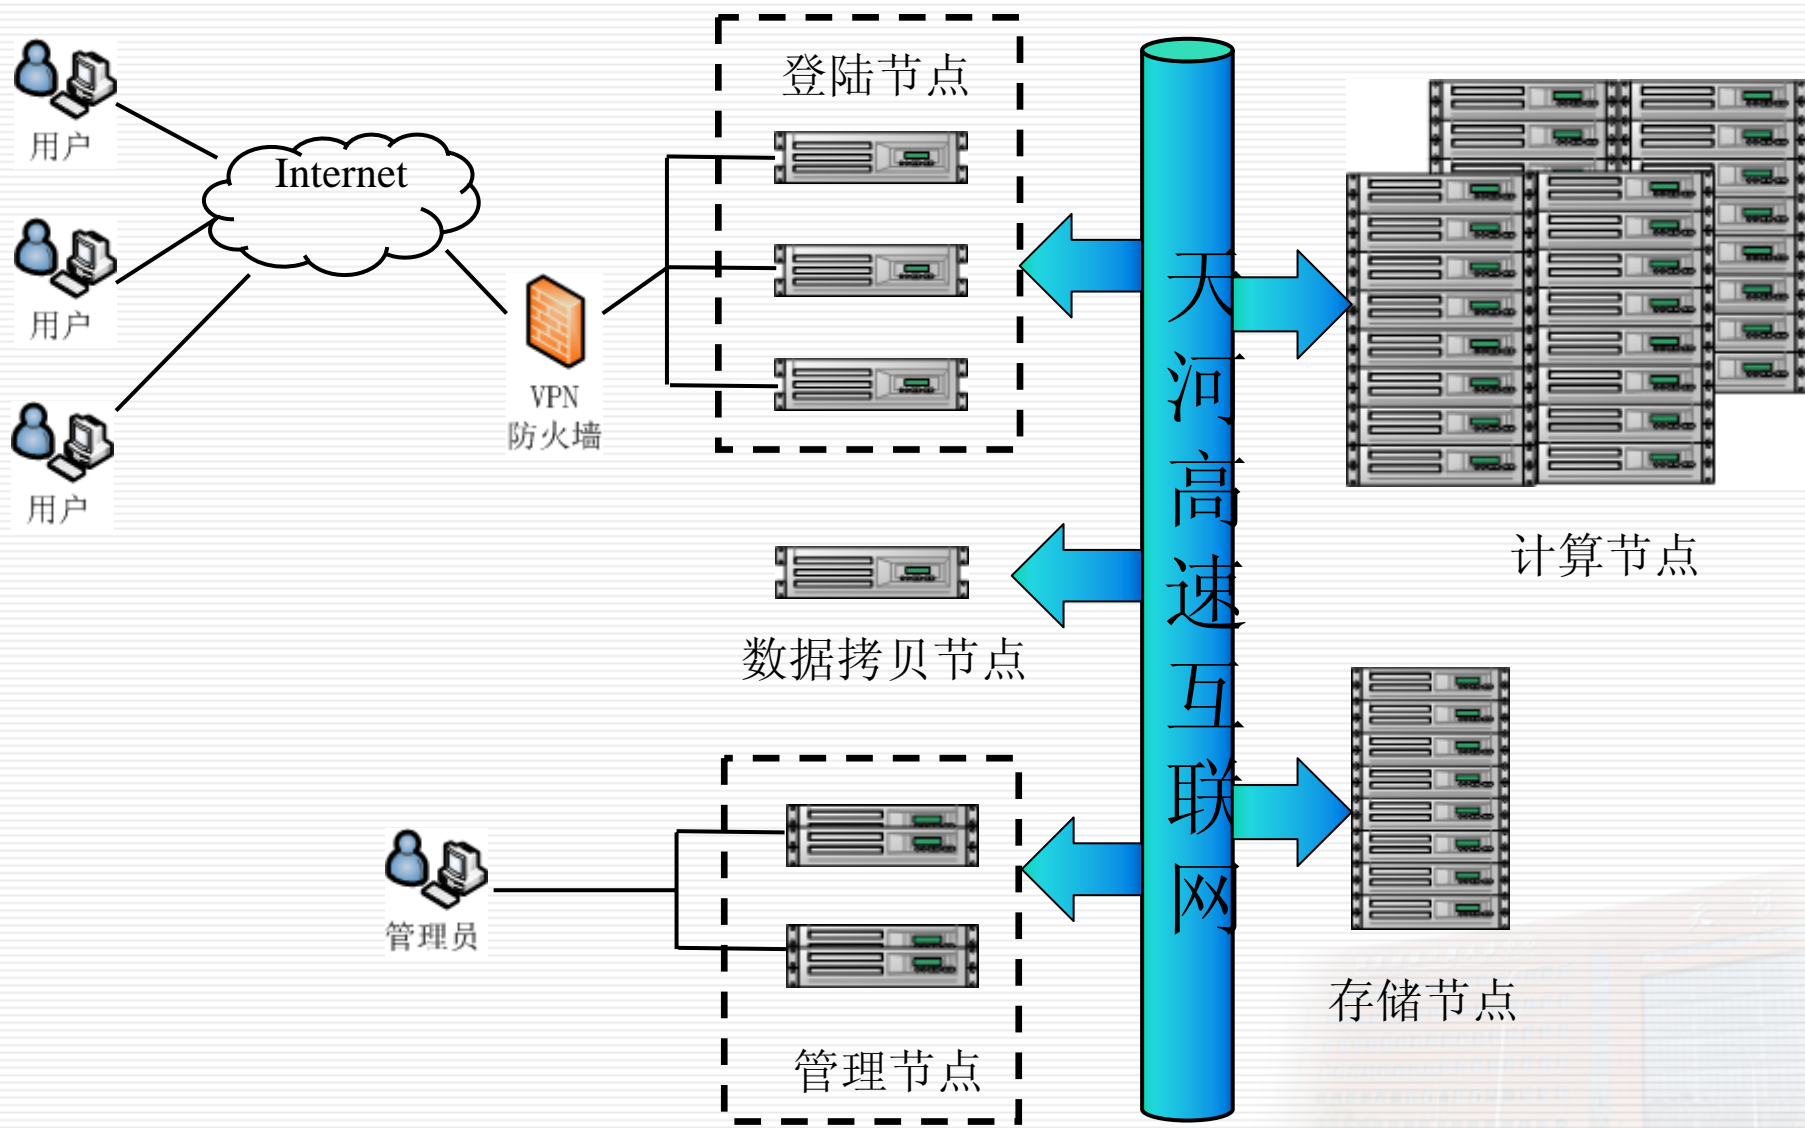 用户
用户
用户
Internet
VPN
防火墙
登陆节点
数据拷贝节点
管理员
管理节点
天河高速互联网
计算节点
存储节点
天河